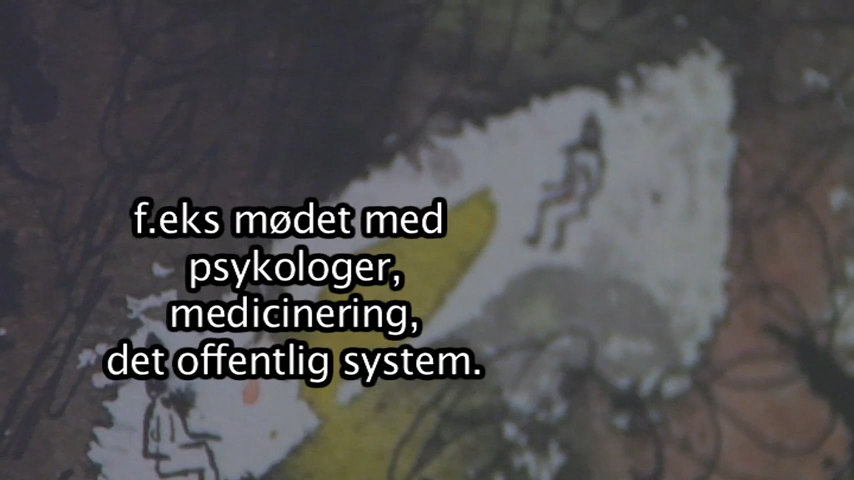 f.eks mødet med
psykologer,
medicinering,
det offentlig system.